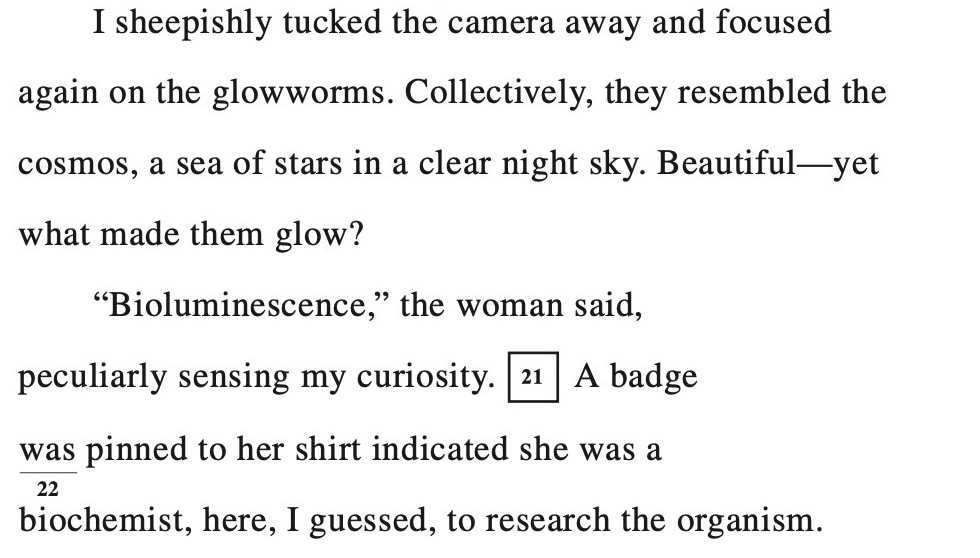 I sheepishly tucked the camera away and focused
again on the glowworms. Collectively, they resembled the
cosmos, a sea of stars in a clear night sky. Beautiful—yet
what made them glow?
“Bioluminescence,” the woman said,
peculiarly sensing my curiosity. 21 A badge
was pinned to her shirt indicated she was a
22
biochemist, here, I guessed, to research the organism.